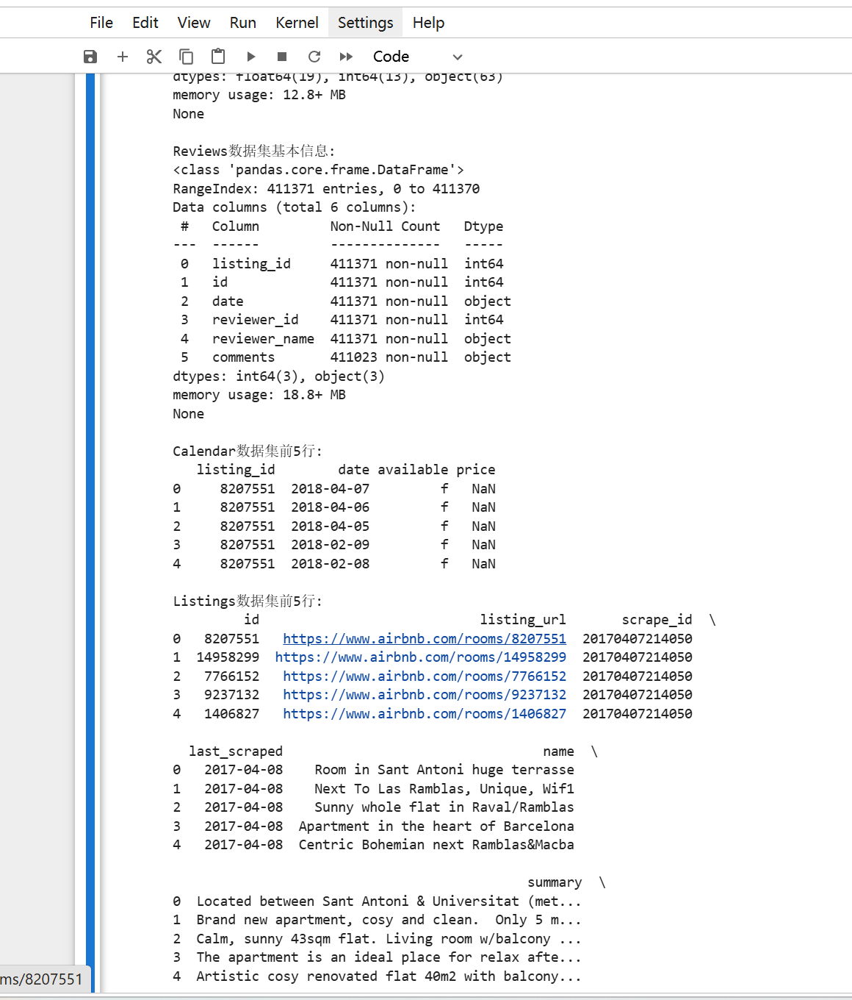 File Edit View Run Kernel Settings Help
Code
dtypes: float64(19), int64(13), object(63)
memory usage: 12.8+ MB
None
Reviews数据集基本信息:
<class 'pandas.core.frame.DataFrame'>
RangeIndex: 411371 entries, 0 to 411370
Data columns (total 6 columns):
 #   Column         Non-Null Count   Dtype
---  ------         --------------   -----
 0   listing_id     411371 non-null  int64
 1   id             411371 non-null  int64
 2   date           411371 non-null  object
 3   reviewer_id    411371 non-null  int64
 4   reviewer_name  411371 non-null  object
 5   comments       411023 non-null  object
dtypes: int64(3), object(3)
memory usage: 18.8+ MB
None
Calendar数据集前5行:
   listing_id        date available price
0     8207551  2018-04-07         f   NaN
1     8207551  2018-04-06         f   NaN
2     8207551  2018-04-05         f   NaN
3     8207551  2018-02-09         f   NaN
4     8207551  2018-02-08         f   NaN
Listings数据集前5行:
         id                            listing_url       scrape_id  \
0   8207551   https://www.airbnb.com/rooms/8207551  20170407214050
1  14958299  https://www.airbnb.com/rooms/14958299  20170407214050
2   7766152   https://www.airbnb.com/rooms/7766152  20170407214050
3   9237132   https://www.airbnb.com/rooms/9237132  20170407214050
4   1406827   https://www.airbnb.com/rooms/1406827  20170407214050
  last_scraped                                 name  \
0   2017-04-08    Room in Sant Antoni huge terrasse
1   2017-04-08    Next To Las Ramblas, Unique, Wif1
2   2017-04-08    Sunny whole flat in Raval/Ramblas
3   2017-04-08  Apartment in the heart of Barcelona
4   2017-04-08  Centric Bohemian next Ramblas&Macba
                                             summary  \
0  Located between Sant Antoni & Universitat (met...
1  Brand new apartment, cosy and clean.  Only 5 m...
2  Calm, sunny 43sqm flat. Living room w/balcony ...
3  The apartment is an ideal place for relax afte...
4  Artistic cosy renovated flat 40m2 with balcony...
ms/8207551